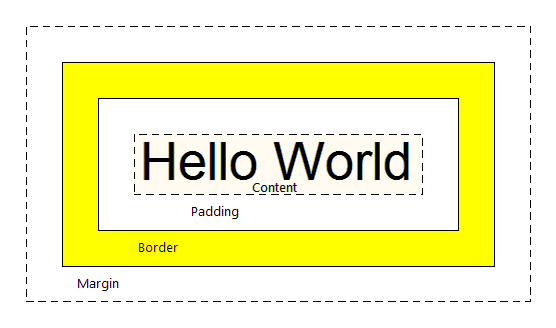 Hello World
Content
Padding
Border
Margin